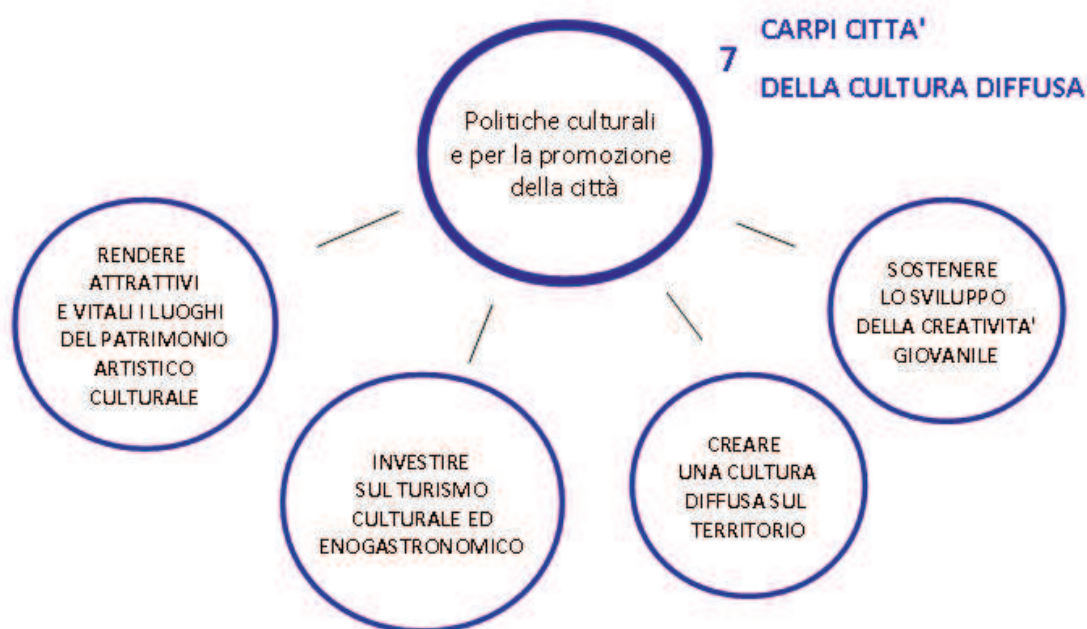 7
CARPI CITTA'
DELLA CULTURA DIFFUSA
Politiche culturali
e per la promozione
della città
RENDERE
ATTRATTIVI
E VITALI I LUOGHI
DEL PATRIMONIO
ARTISTICO
CULTURALE
INVESTIRE
SUL TURISMO
CULTURALE ED
ENOGASTRONOMICO
CREARE
UNA CULTURA
DIFFUSA SUL
TERRITORIO
SOSTENERE
LO SVILUPPO
DELLA CREATIVITA'
GIOVANILE